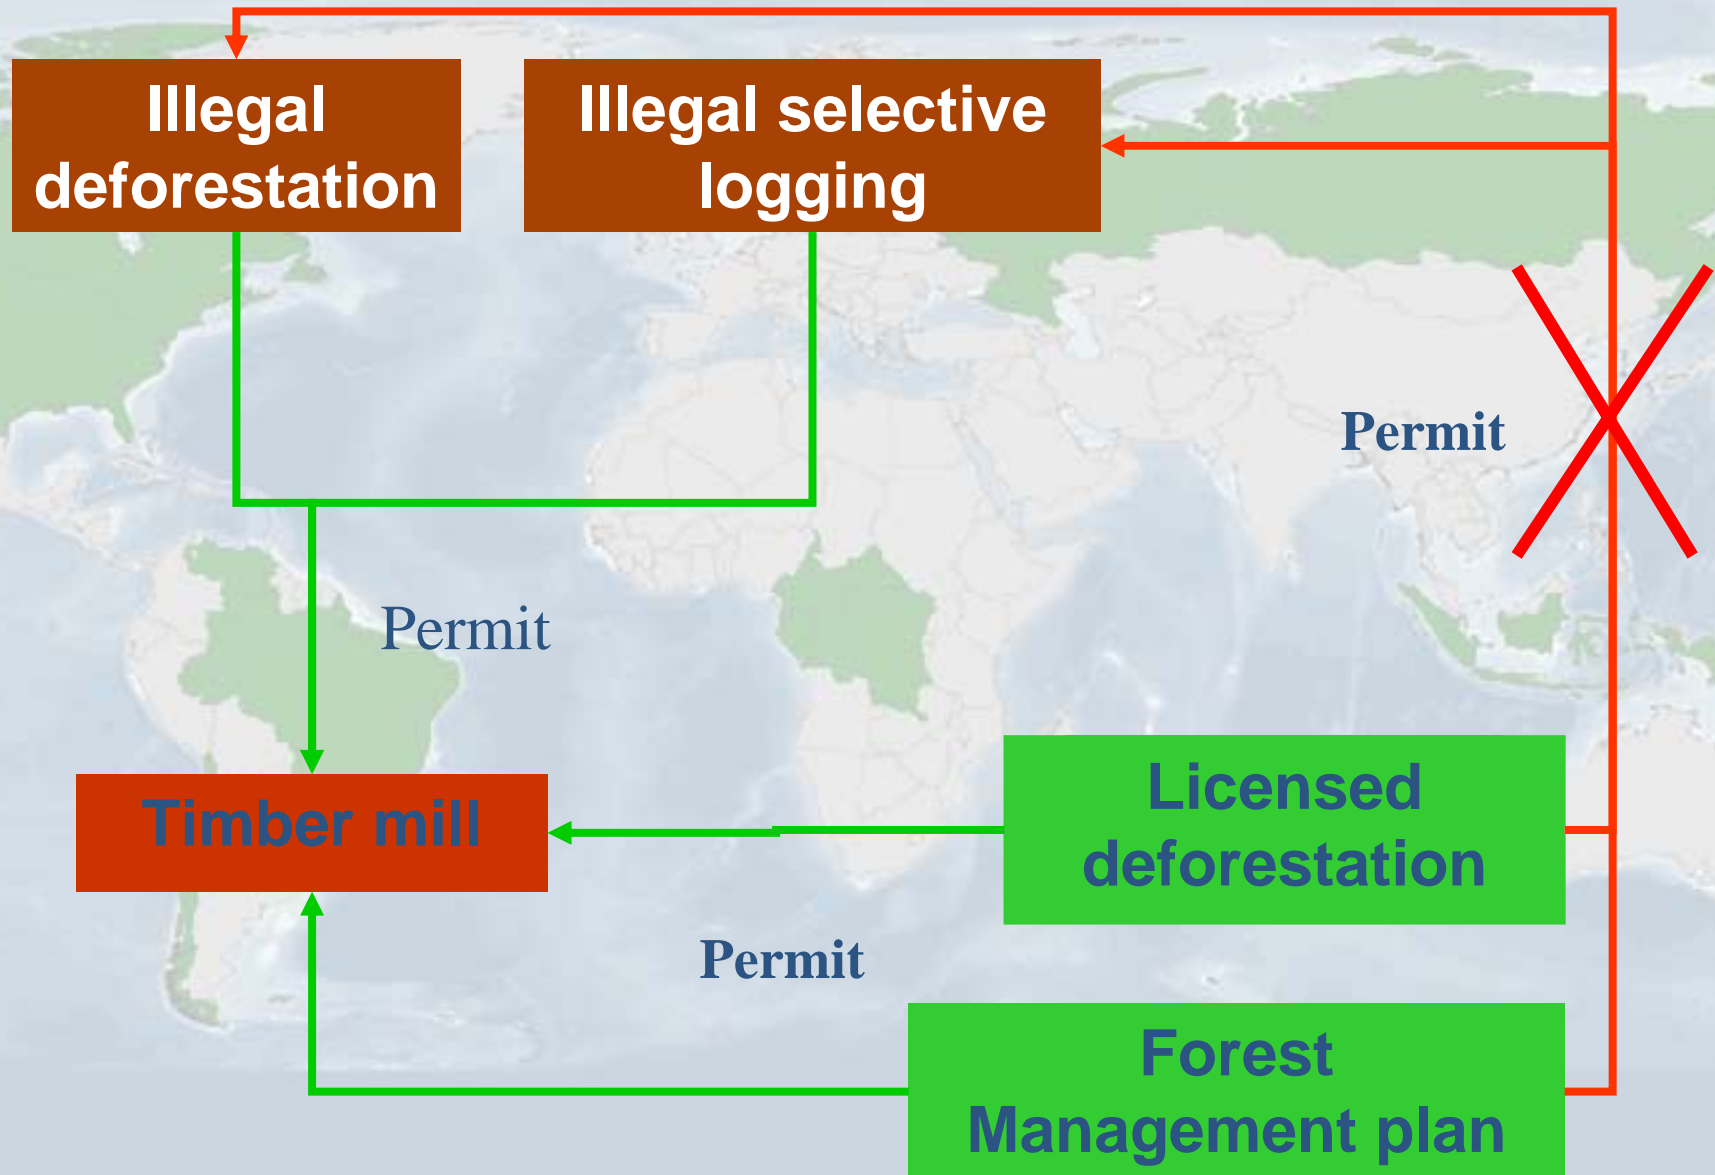 Illegal
deforestation
Illegal selective
logging
Permit
Permit
Timber mill
Licensed
deforestation
Permit
Forest
Management plan